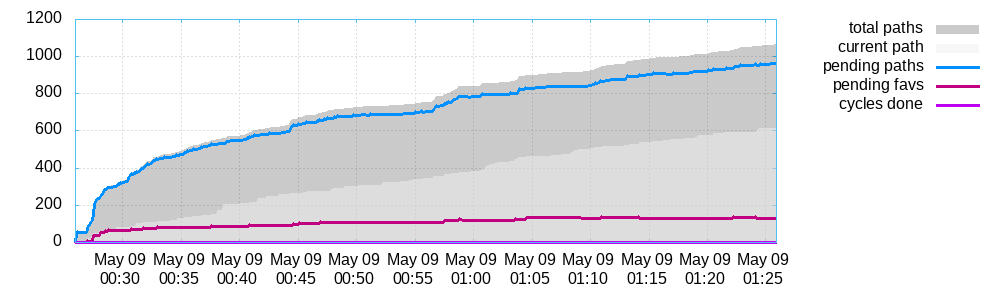 1200
1000
800
600
400
200
0
May 09 May 09 May 09 May 09 May 09 May 09 May 09 May 09 May 09 May 09 May 09 May 09
00:30 00:35 00:40 00:45 00:50 00:55 01:00 01:05 01:10 01:15 01:20 01:25
total paths
current path
pending paths
pending favs
cycles done